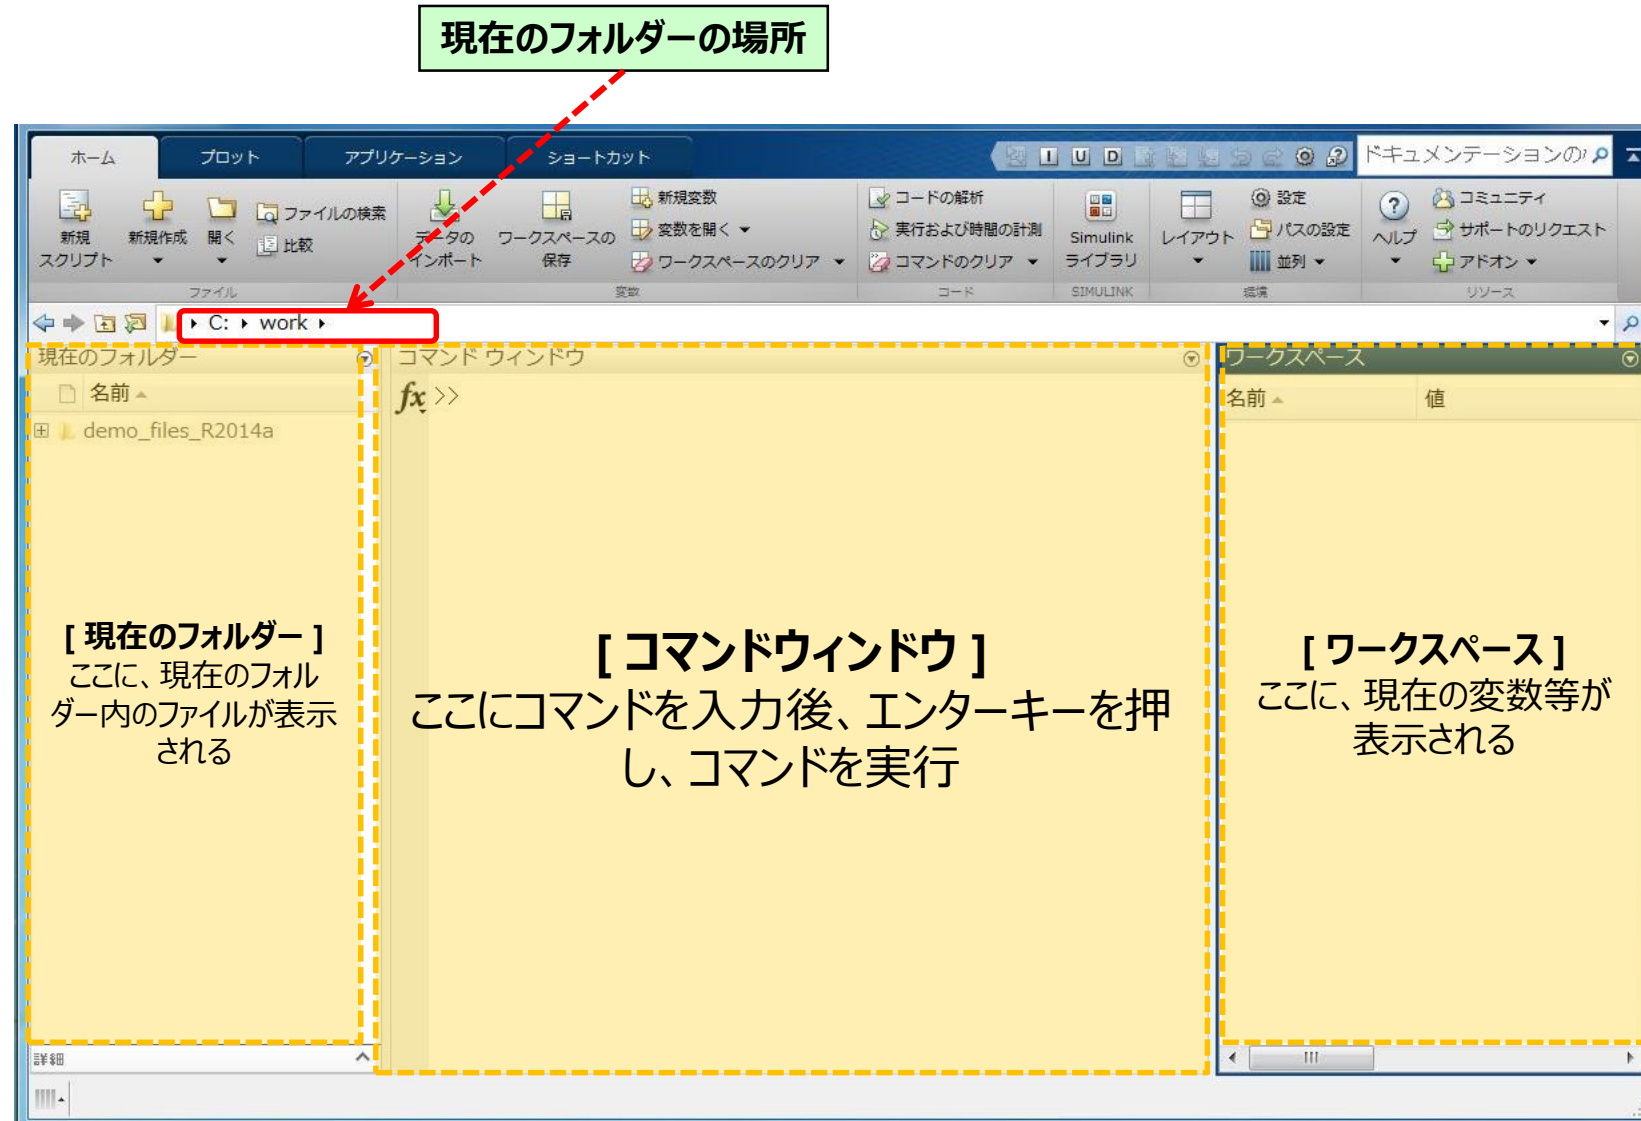 現在のフォルダーの場所
ホーム
プロット
アプリケーション
ショートカット
I U D
ドキュメンテーションの
新規
スクリプト
新規作成
開く
ファイルの検索
比較
ファイル
データの
インポート
ワークスペースの
保存
新規変数
変数を開く
ワークスペースのクリア
変数
コードの解析
実行および時間の計測
コマンドのクリア
コード
Simulink
ライブラリ
SIMULINK
レイアウト
設定
パスの設定
並列
環境
ヘルプ
コミュニティ
サポートのリクエスト
アドオン
リソース
C: work
現在のフォルダー
名前
demo_files_R2014a
[ 現在のフォルダー ]
ここに、現在のフォル
ダー内のファイルが表示
される
詳細
コマンド ウィンドウ
fx >>
[ コマンドウィンドウ ]
ここにコマンドを入力後、エンターキーを押
し、コマンドを実行
ワークスペース
名前 値
[ ワークスペース ]
ここに、現在の変数等が
表示される